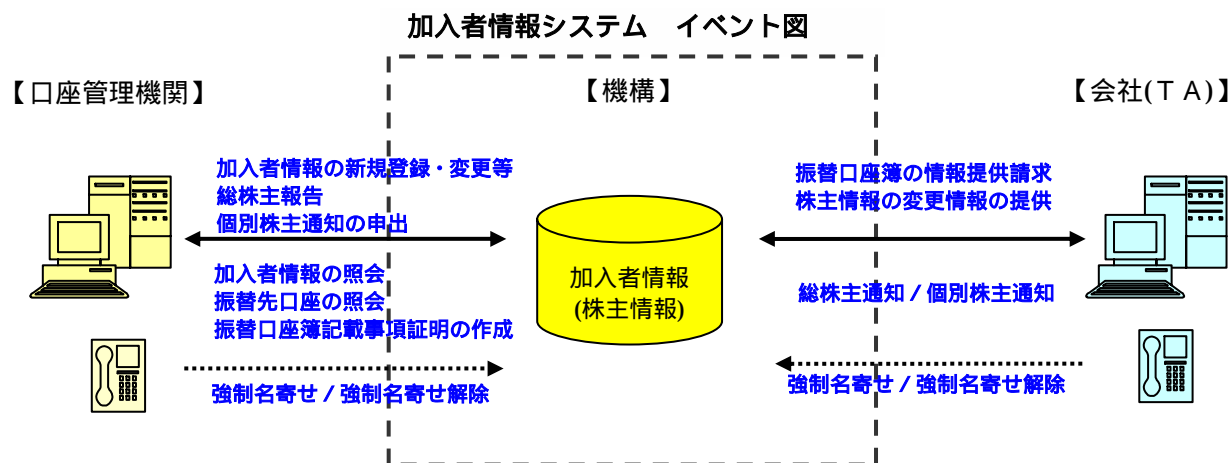 加入者情報システム　イベント図
【口座管理機関】
【機構】
【会社(ＴＡ)】
加入者情報の新規登録・変更等
総株主報告
個別株主通知の申出
加入者情報の照会
振替先口座の照会
振替口座簿記載事項証明の作成
強制名寄せ / 強制名寄せ解除
加入者情報
(株主情報)
振替口座簿の情報提供請求
株主情報の変更情報の提供
総株主通知 / 個別株主通知
強制名寄せ / 強制名寄せ解除